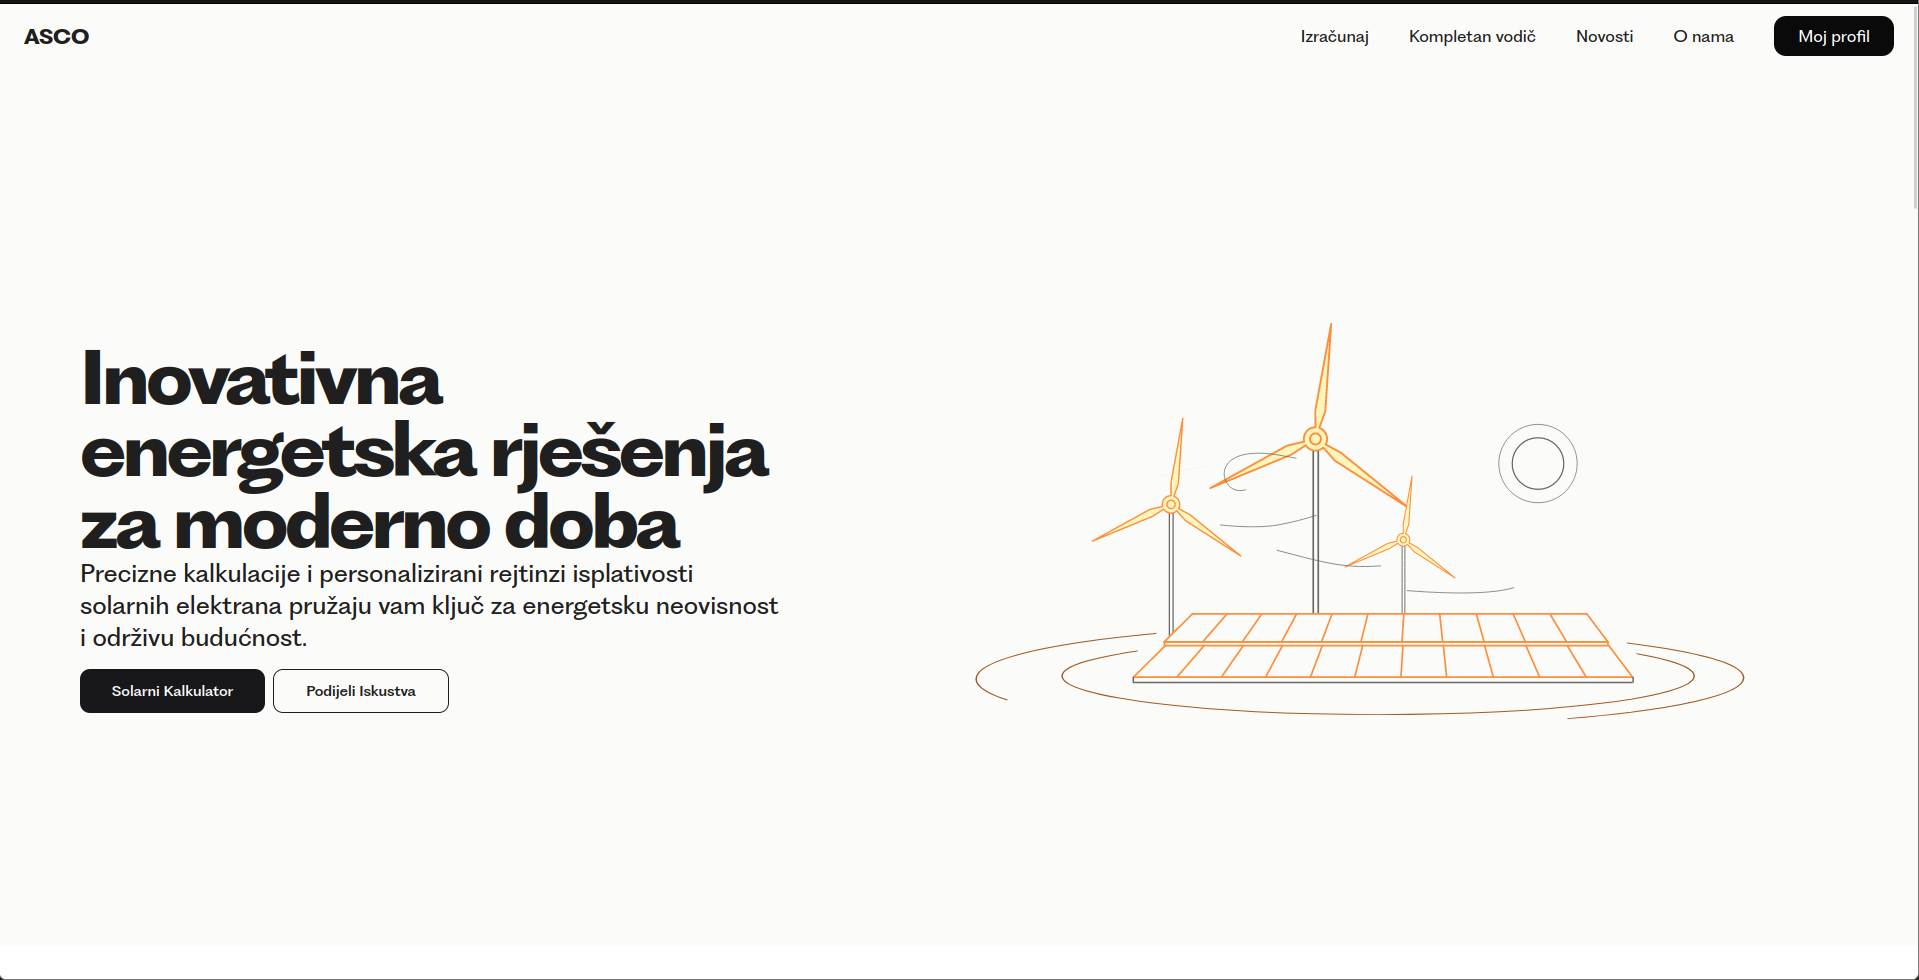 ASCO
Izračunaj
Kompletan vodič
Novosti
O nama
Moj profil
Inovativna
energetska rješenja
za moderno doba
Precizne kalkulacije i personalizirani rejtinzi isplativosti
solarnih elektrana pružaju vam ključ za energetsku neovisnost
i održivu budućnost.
Solarni Kalkulator
Podijeli Iskustva